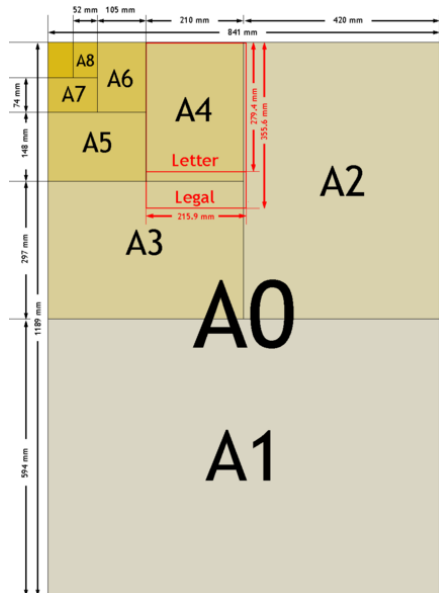 52 mm 105 mm 210 mm 420 mm
841 mm
A8
A6
A7
A4
A5
74 mm
148 mm
279.4 mm
355.6 mm
Letter
Legal
215.9 mm
A2
A3
297 mm
A0
1189 mm
A1
594 mm